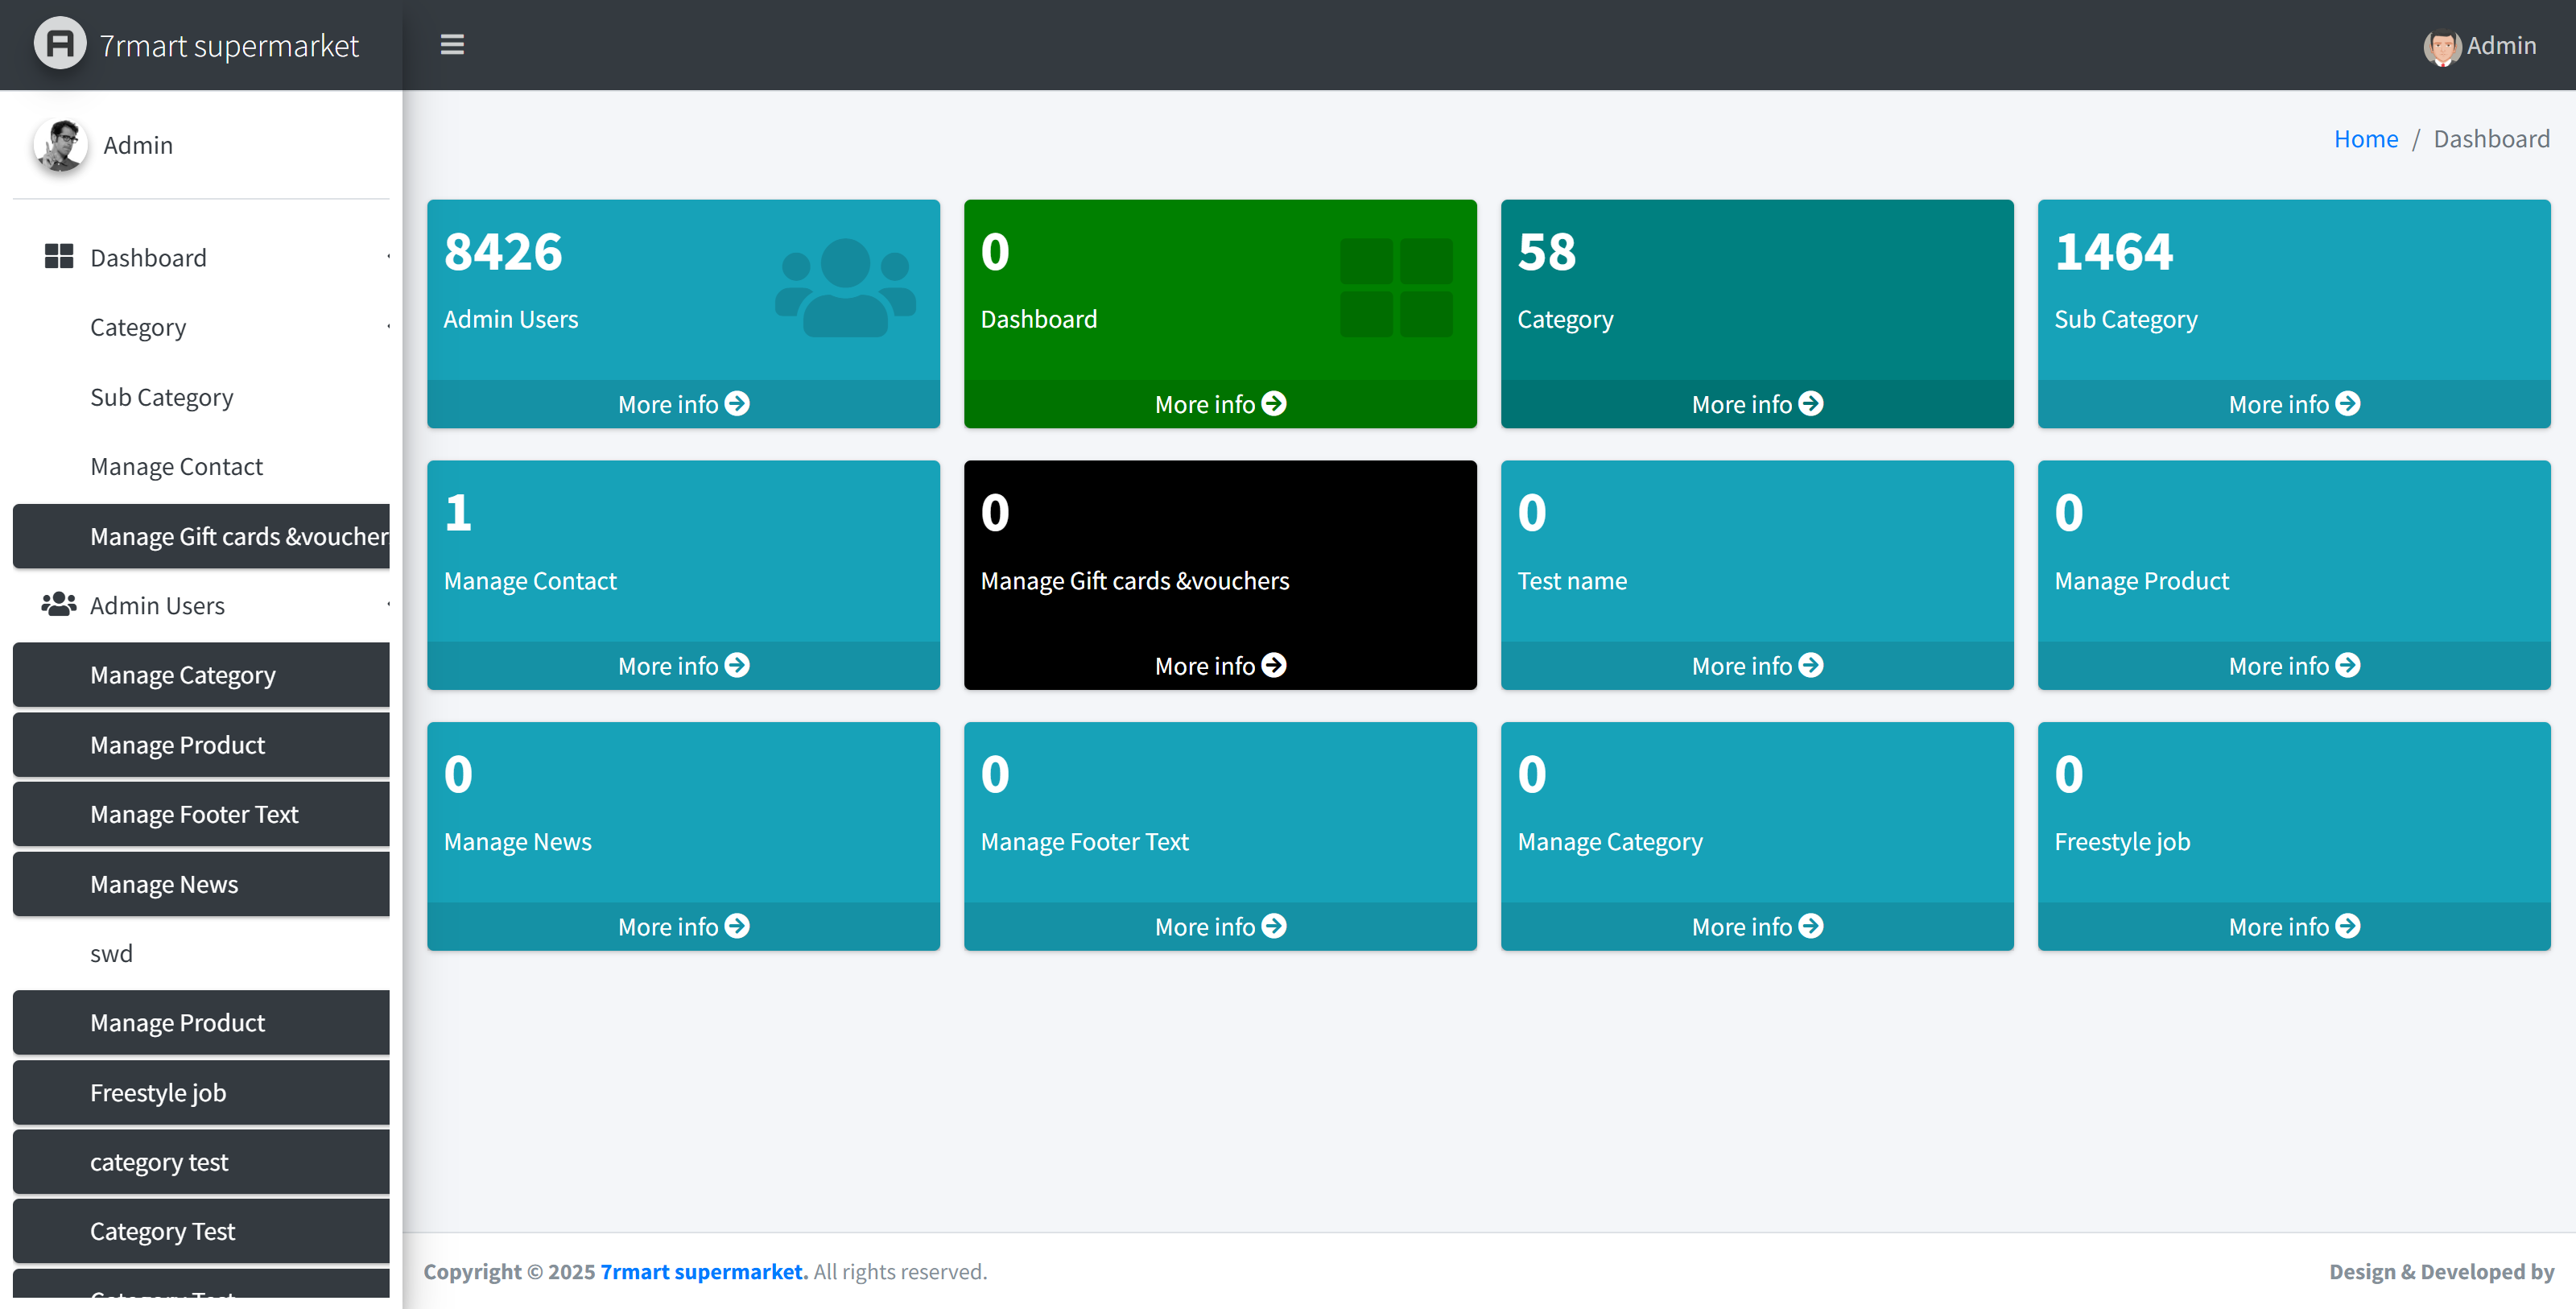 7rmart supermarket
Admin
Admin
Home / Dashboard
Dashboard
Category
Sub Category
Manage Contact
Manage Gift cards &voucher
Admin Users
Manage Category
Manage Product
Manage Footer Text
Manage News
swd
Manage Product
Freestyle job
category test
Category Test
Category Test
8426
Admin Users
More info
0
Dashboard
More info
58
Category
More info
1464
Sub Category
More info
1
Manage Contact
More info
0
Manage Gift cards &vouchers
More info
0
Test name
More info
0
Manage Product
More info
0
Manage News
More info
0
Manage Footer Text
More info
0
Manage Category
More info
0
Freestyle job
More info
Copyright © 2025 7rmart supermarket. All rights reserved.
Design & Developed by